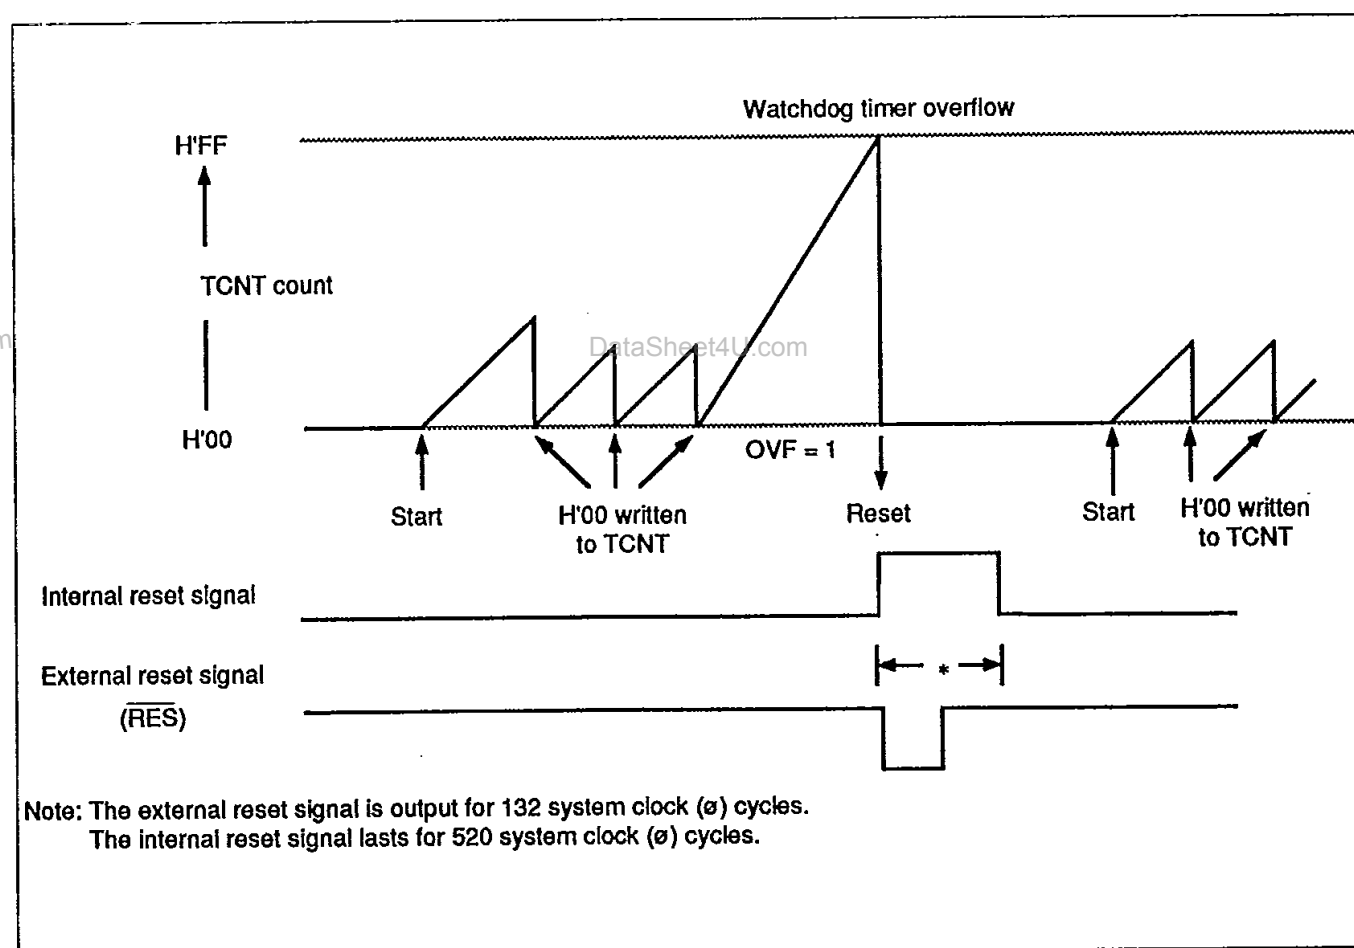 Watchdog timer overflow
H'FF
TCNT count
DataSheet4U.com
H'00
OVF = 1
Start
H'00 written
to TCNT
Reset
Start
H'00 written
to TCNT
Internal reset signal
External reset signal
(RES)
*
Note: The external reset signal is output for 132 system clock (ø) cycles.
The internal reset signal lasts for 520 system clock (ø) cycles.